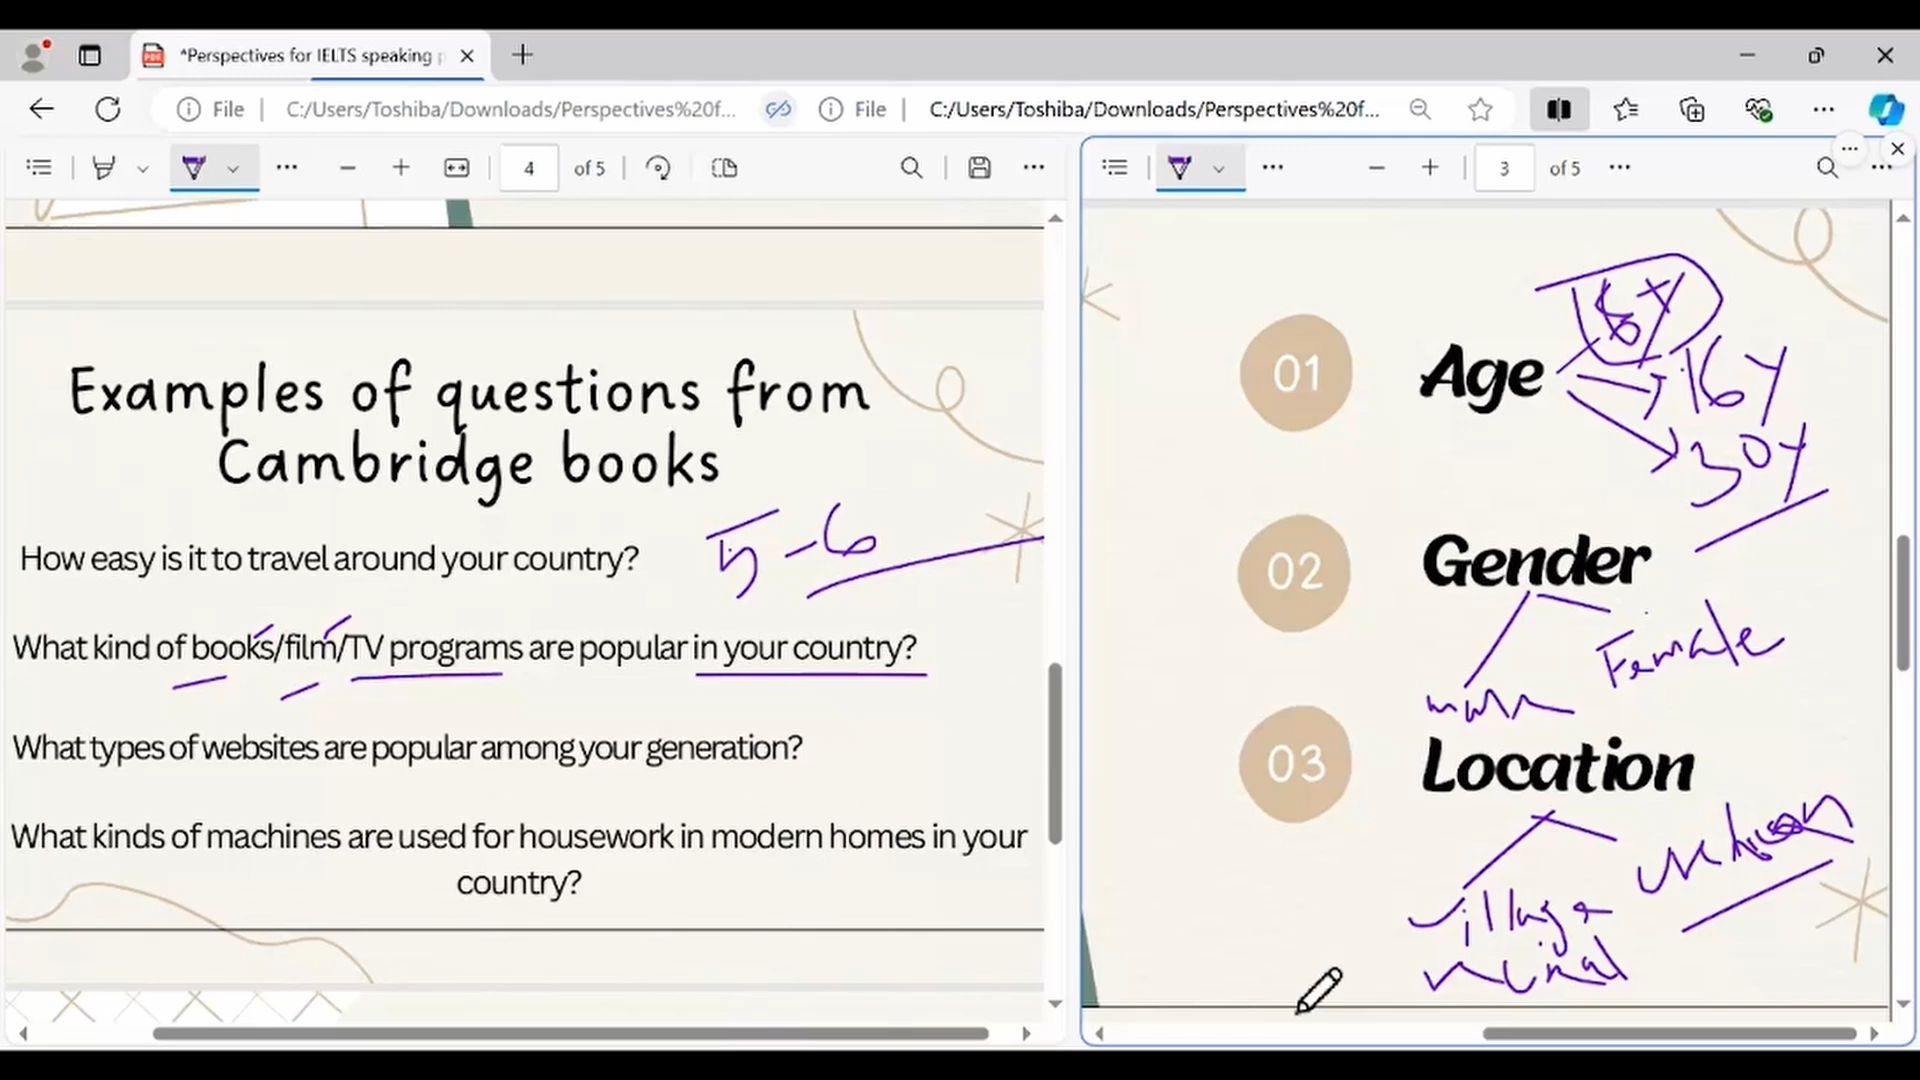 *Perspectives for IELTS speaking p
File
C:/Users/Toshiba/Downloads/Perspectives%20f...
File
C:/Users/Toshiba/Downloads/Perspectives%20f...
4 of 5
3 of 5
Examples of questions from
Cambridge books
5-6
How easy is it to travel around your country?
What kind of books/film/TV programs are popular in your country?
What types of websites are popular among your generation?
What kinds of machines are used for housework in modern homes in your
country?
01 Age
16Y
30Y
02 Gender
Female
03 Location
village